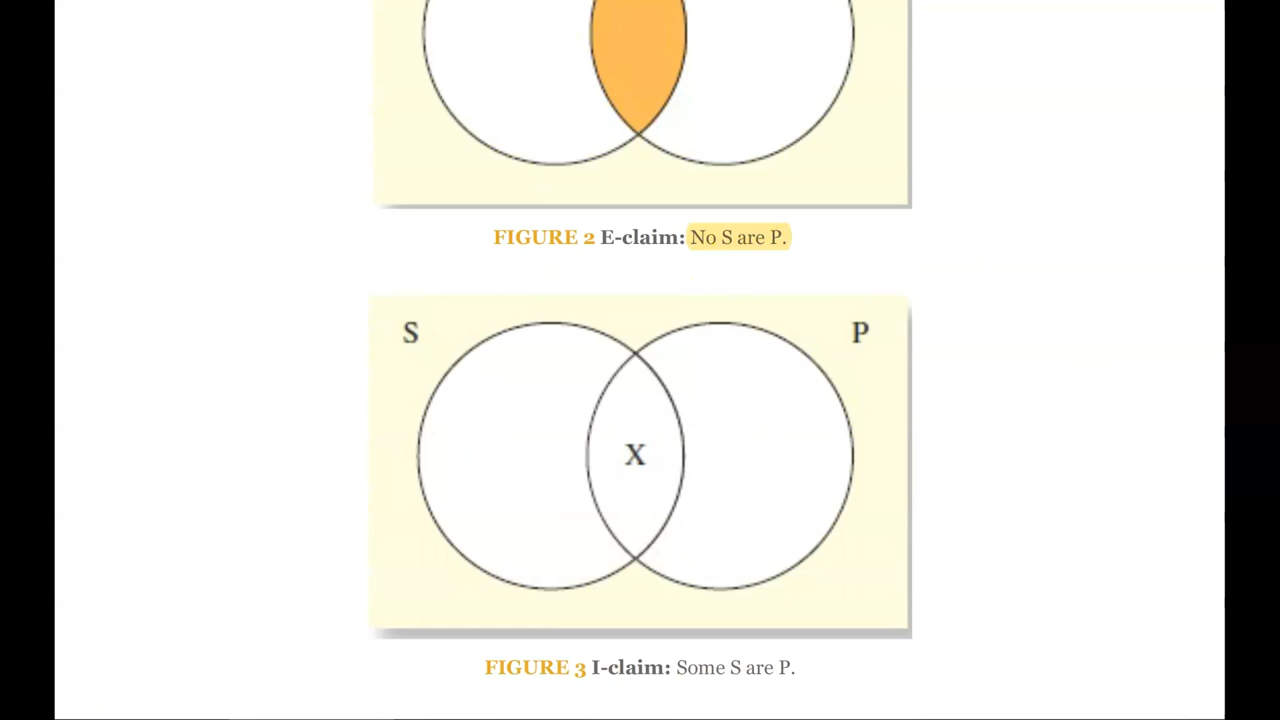 FIGURE 2 E-claim: No S are P.
S P
X
FIGURE 3 I-claim: Some S are P.